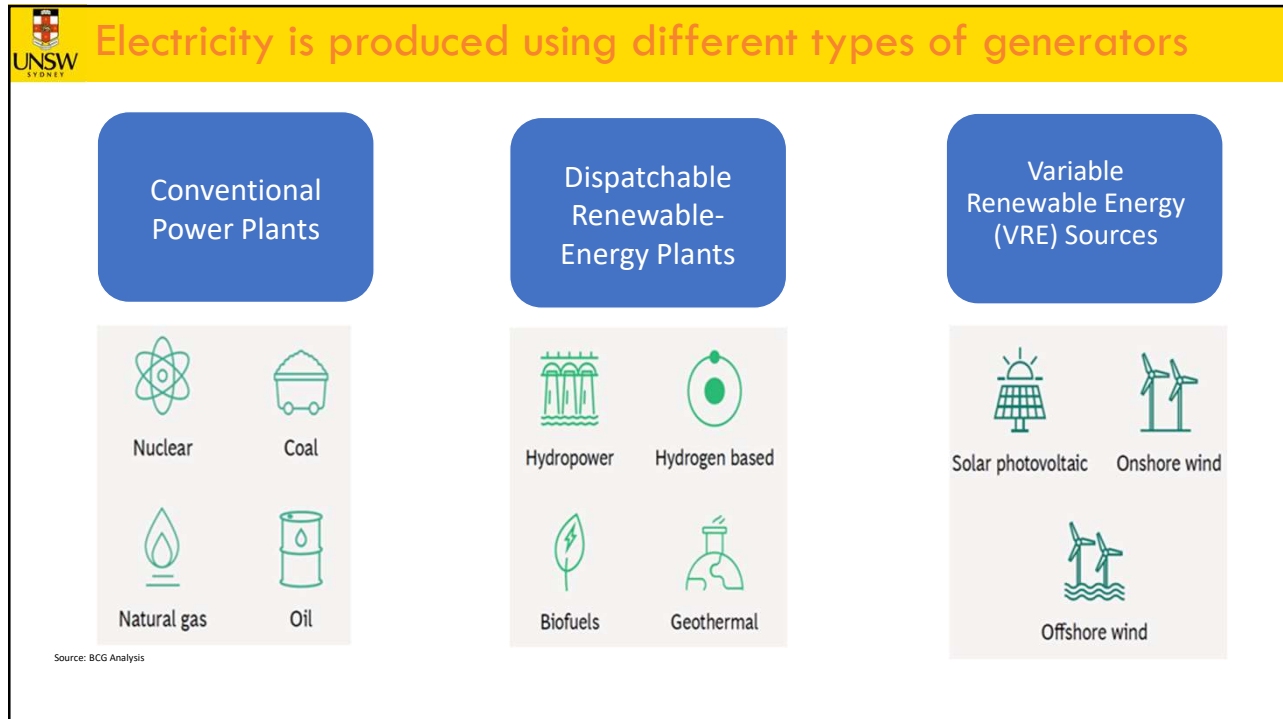 UNSW
SYDNEY
Electricity is produced using different types of generators
Conventional
Power Plants
Nuclear
Coal
Natural gas
Oil
Dispatchable
Renewable-
Energy Plants
Hydropower
Hydrogen based
Biofuels
Geothermal
Variable
Renewable Energy
(VRE) Sources
Solar photovoltaic
Onshore wind
Offshore wind
Source: BCG Analysis